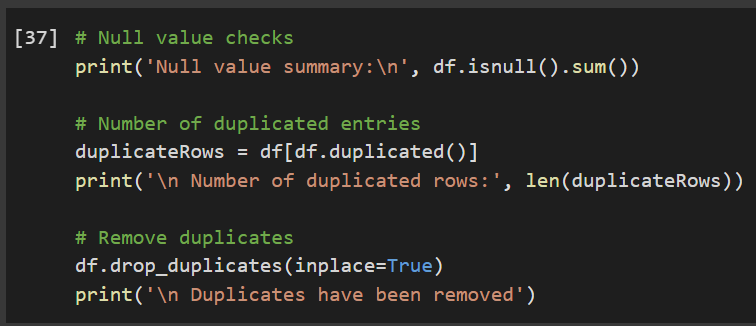 [37] # Null value checks
print('Null value summary:\n', df.isnull().sum())
# Number of duplicated entries
duplicateRows = df[df.duplicated()]
print('\n Number of duplicated rows:', len(duplicateRows))
# Remove duplicates
df.drop_duplicates(inplace=True)
print('\n Duplicates have been removed')